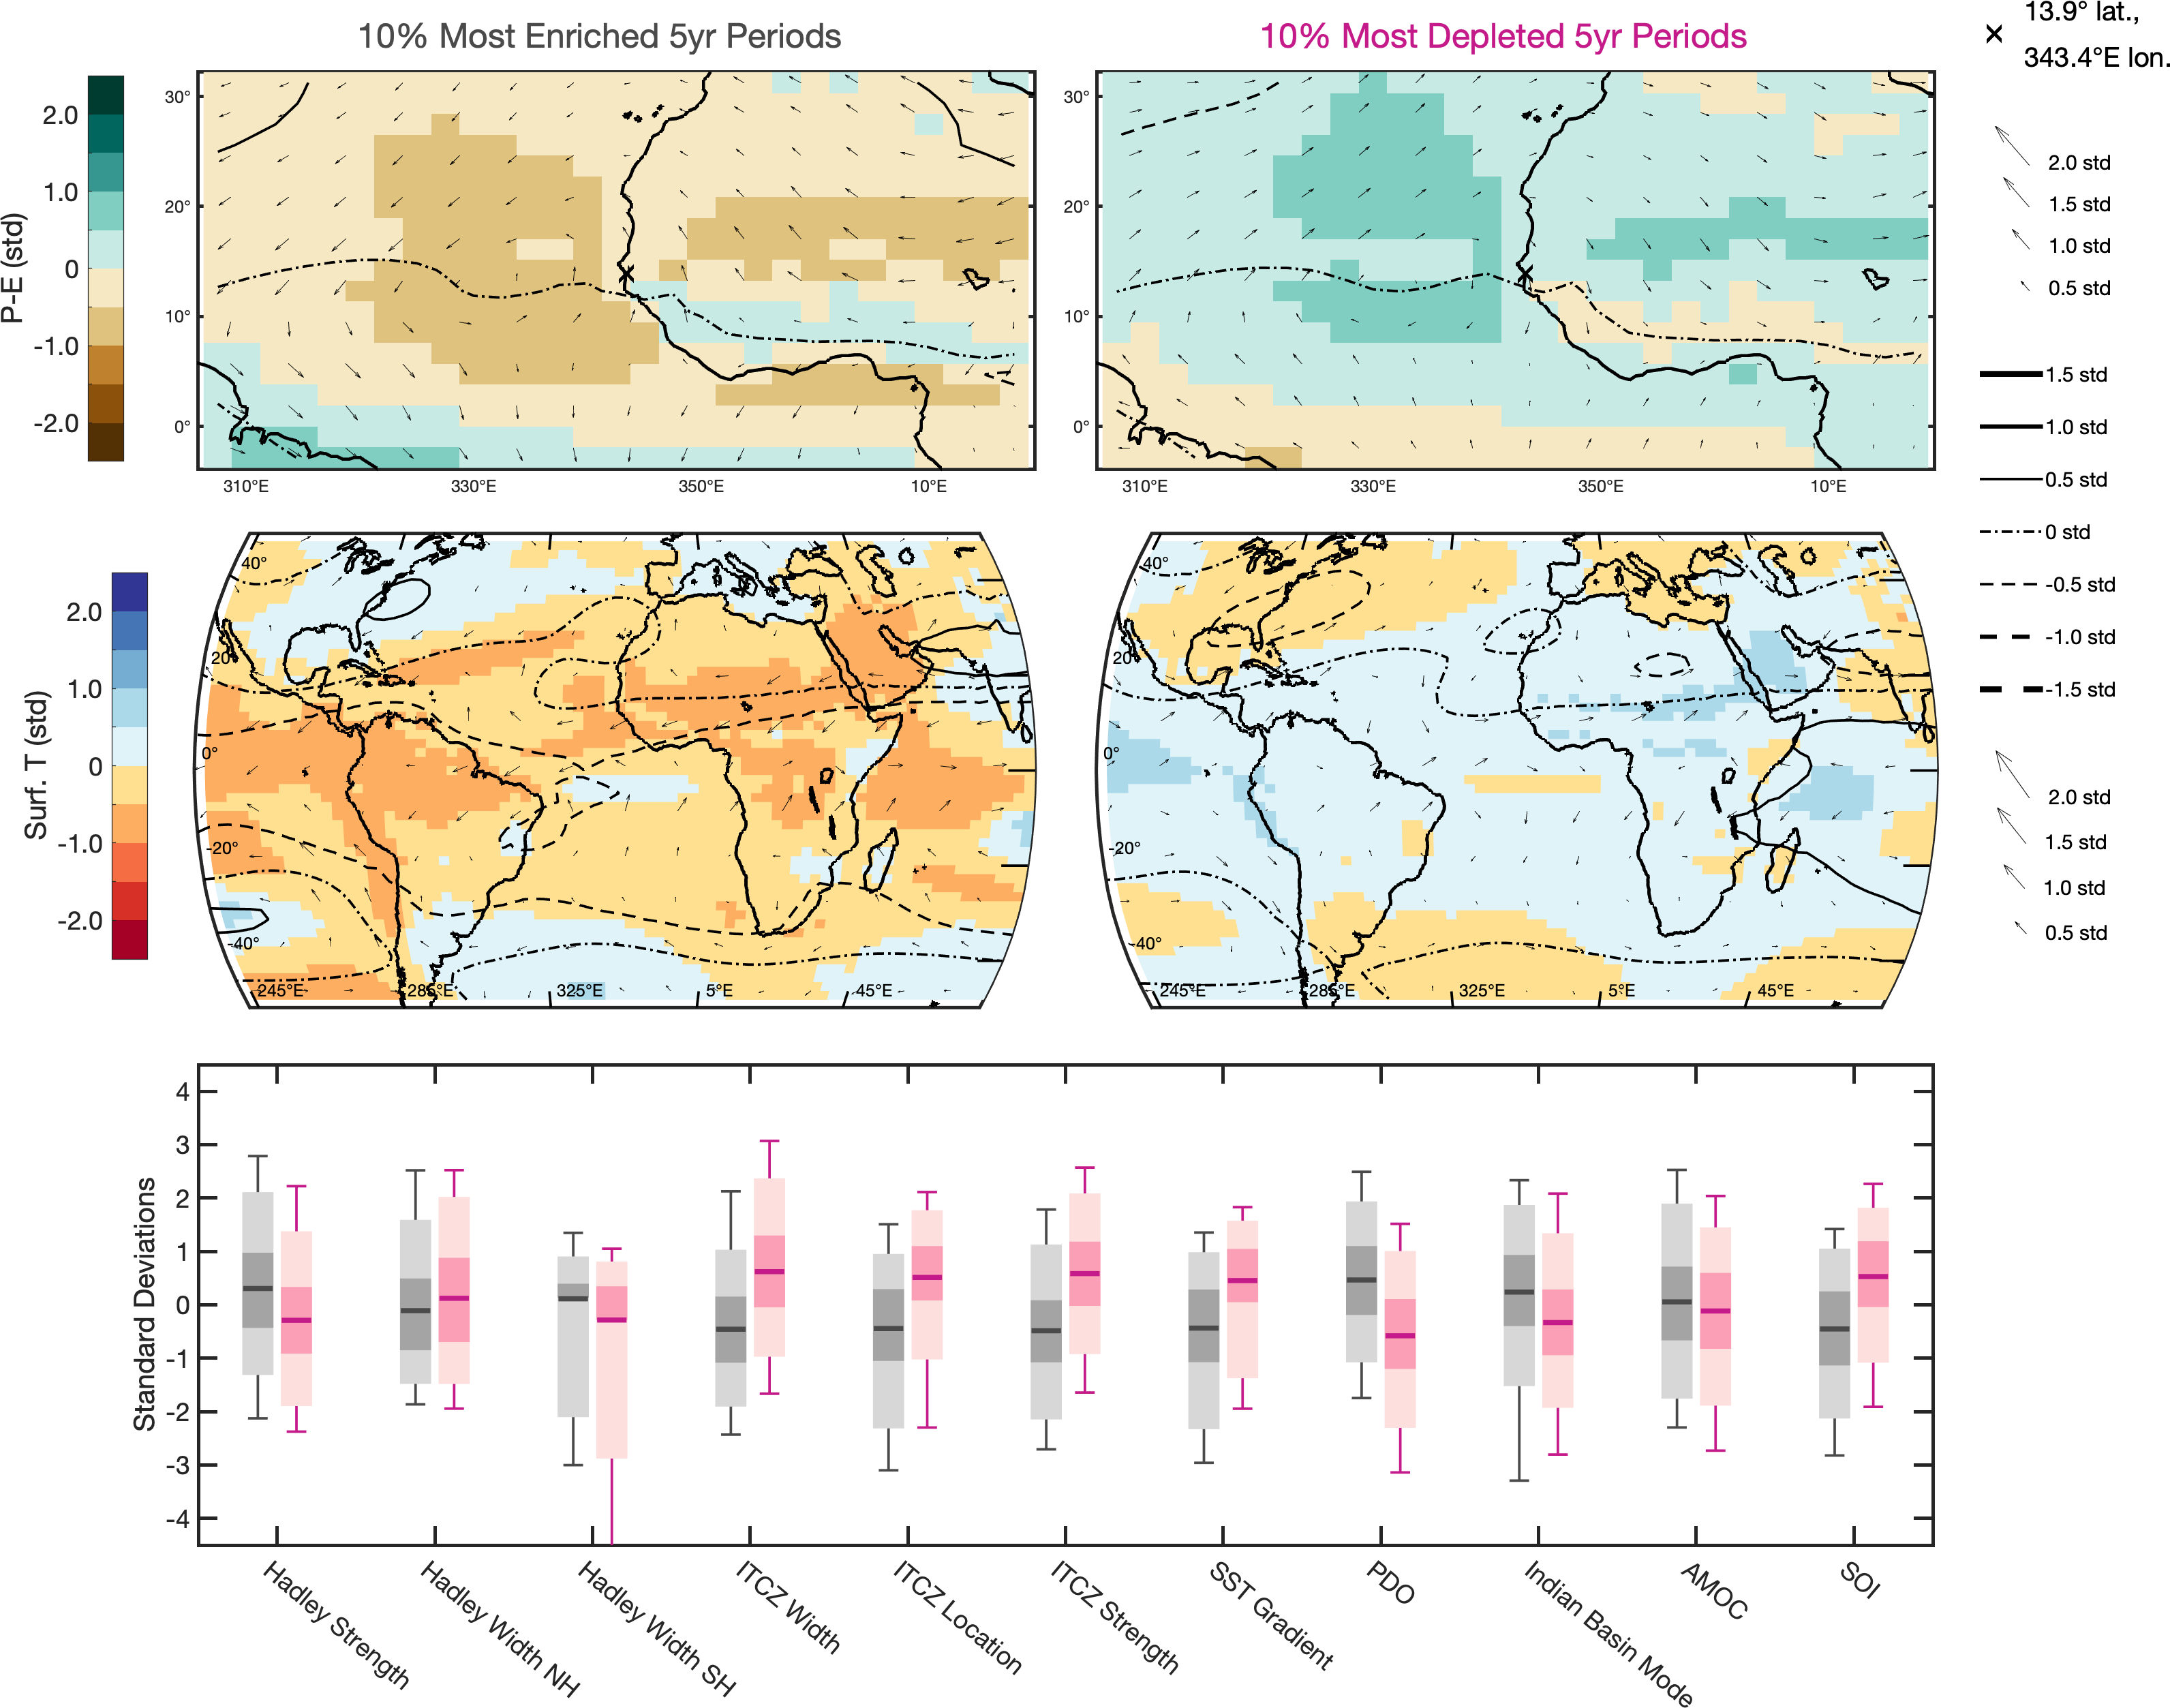 10% Most Enriched 5yr Periods
10% Most Depleted 5yr Periods
13.9° lat.,
343.4°E lon.
P-E (std)
2.0
1.0
0
-1.0
-2.0
30°
20°
10°
0°
310°E 330°E 350°E 10°E
30°
20°
10°
0°
310°E 330°E 350°E 10°E
2.0 std
1.5 std
1.0 std
0.5 std
1.5 std
1.0 std
0.5 std
0 std
-0.5 std
-1.0 std
-1.5 std
Surf. T (std)
2.0
1.0
0
-1.0
-2.0
40°
20°
0°
-20°
-40°
245°E 285°E 325°E 5°E 45°E
40°
20°
0°
-20°
-40°
245°E 285°E 325°E 5°E 45°E
2.0 std
1.5 std
1.0 std
0.5 std
Standard Deviations
4
3
2
1
0
-1
-2
-3
-4
Hadley Strength
Hadley Width NH
Hadley Width SH
ITCZ Width
ITCZ Location
ITCZ Strength
SST Gradient
PDO
Indian Basin Mode
AMOC
SOI